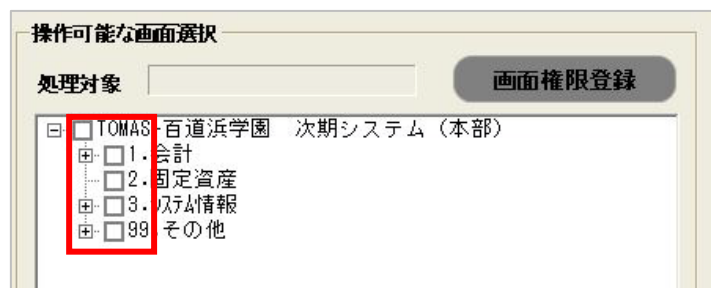 操作可能な画面選択
処理対象
画面権限登録
TOMAS-百道浜学園 次期システム(本部)
1.会計
2.固定資産
3.ｼｽﾃﾑ情報
99.その他